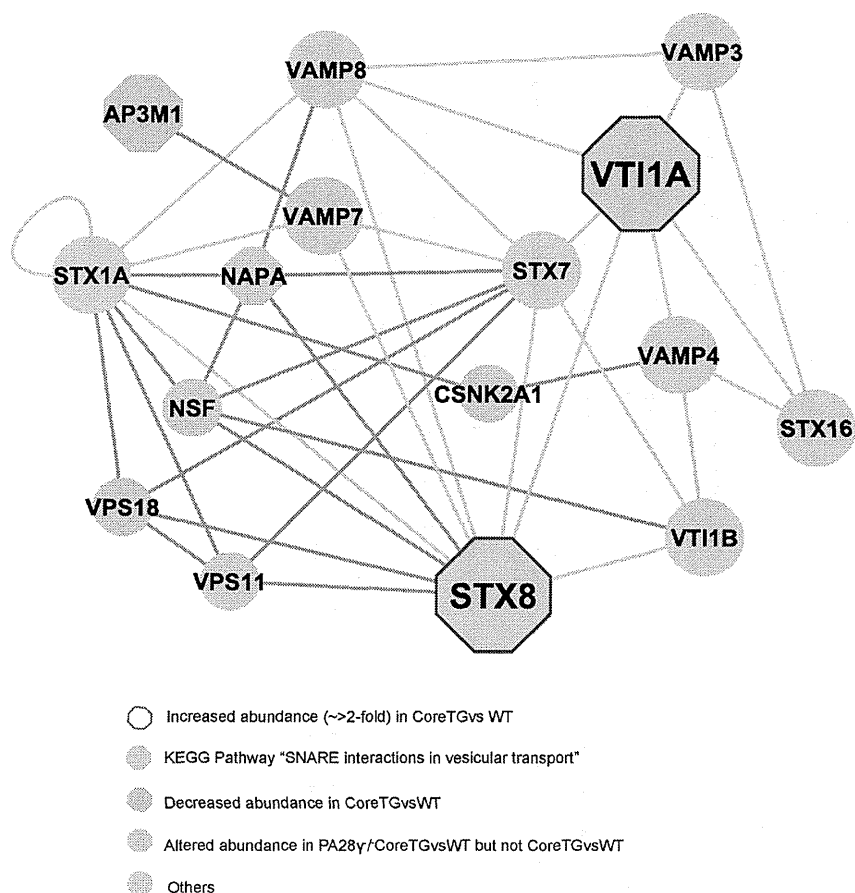 VAMP8
VAMP3
AP3M1
VTI1A
VAMP7
STX1A
NAPA
STX7
VAMP4
CSNK2A1
NSF
STX16
VPS18
VTI1B
VPS11
STX8
Increased abundance (~>2-fold) in CoreTGvs WT
KEGG Pathway "SNARE interactions in vesicular transport"
Decreased abundance in CoreTGvsWT
Altered abundance in PA28γ/-CoreTGvsWT but not CoreTGvsWT
Others